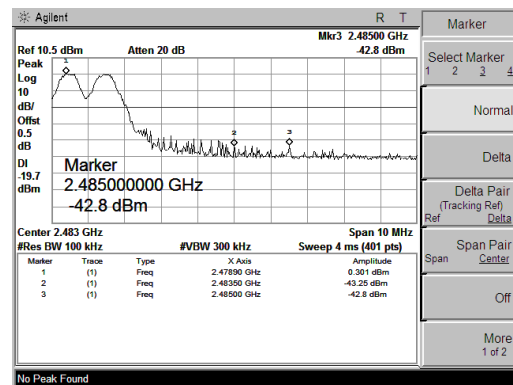 Agilent R T
Mkr3 2.48500 GHz
Ref 10.5 dBm Atten 20 dB -42.8 dBm
Peak
Log
10
dB/
Offst
0.5
dB
DI
-19.7
dBm
1
2
3
Marker
2.485000000 GHz
-42.8 dBm
Center 2.483 GHz Span 10 MHz
#Res BW 100 kHz #VBW 300 kHz Sweep 4 ms (401 pts)
Marker Trace Type X Axis Amplitude
1 (1) Freq 2.47890 GHz 0.301 dBm
2 (1) Freq 2.48350 GHz -43.25 dBm
3 (1) Freq 2.48500 GHz -42.8 dBm
No Peak Found
Marker
Select Marker
1 2 3 4
Normal
Delta
Delta Pair
(Tracking Ref)
Ref Delta
Span Pair
Span Center
Off
More
1 of 2